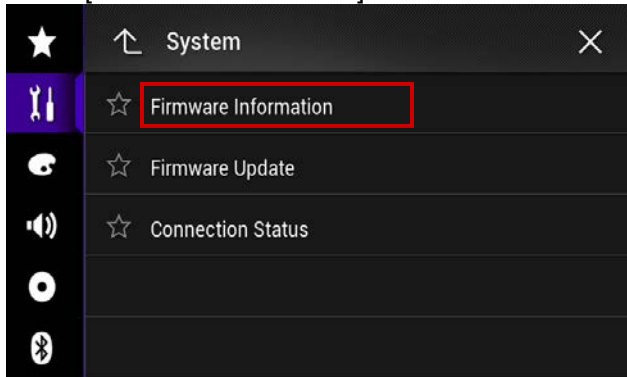 System
Firmware Information
Firmware Update
Connection Status